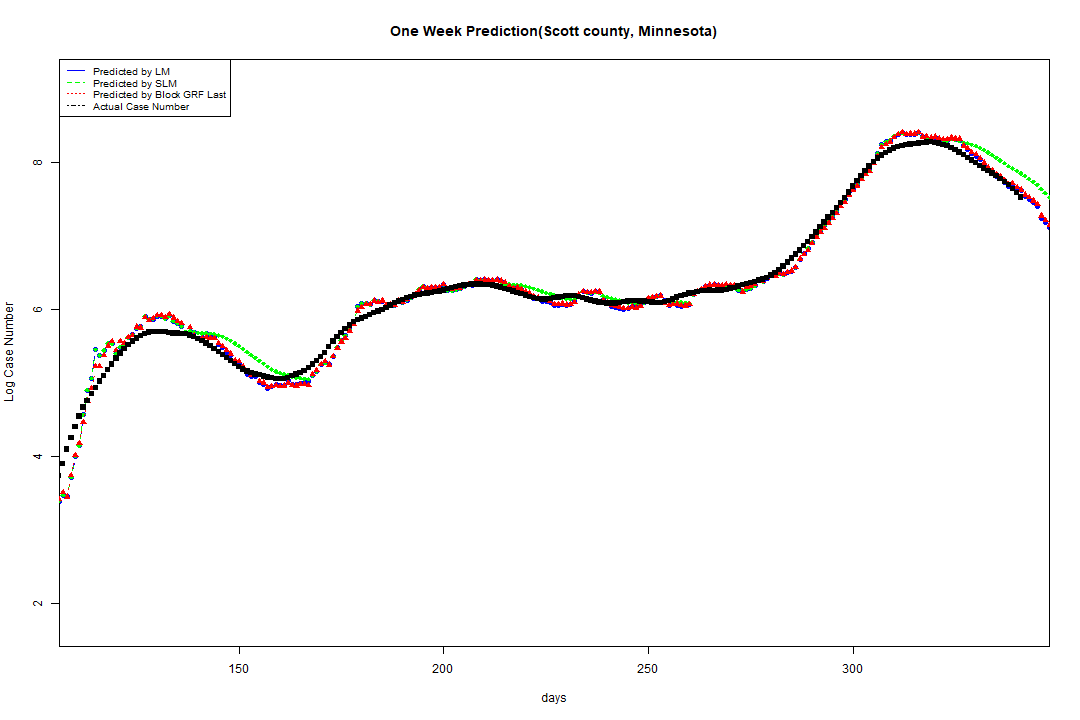 One Week Prediction(Scott county, Minnesota)
Predicted by LM
Predicted by SLM
Predicted by Block GRF Last
Actual Case Number
8
6
4
2
Log Case Number
150 200 250 300
days